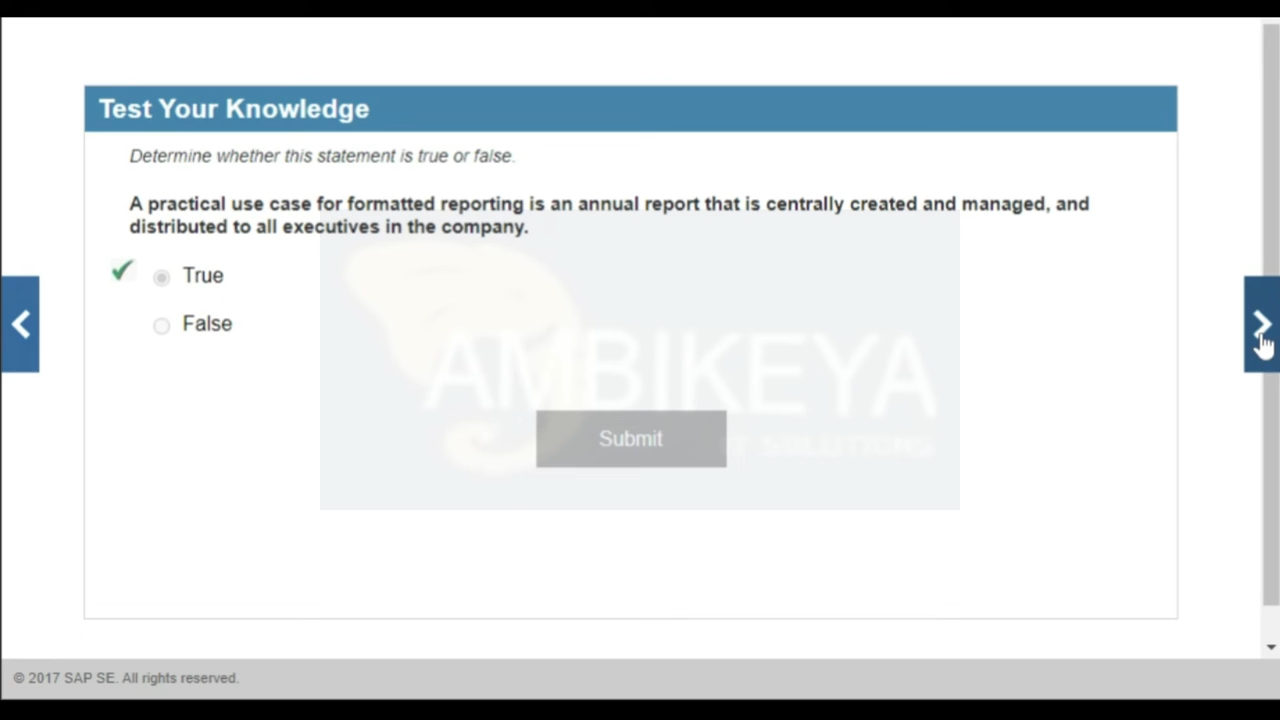 Test Your Knowledge
Determine whether this statement is true or false.
A practical use case for formatted reporting is an annual report that is centrally created and managed, and
distributed to all executives in the company.
True
False
AMBIKEYA
Submit
IT SOLUTIONS
© 2017 SAP SE. All rights reserved.